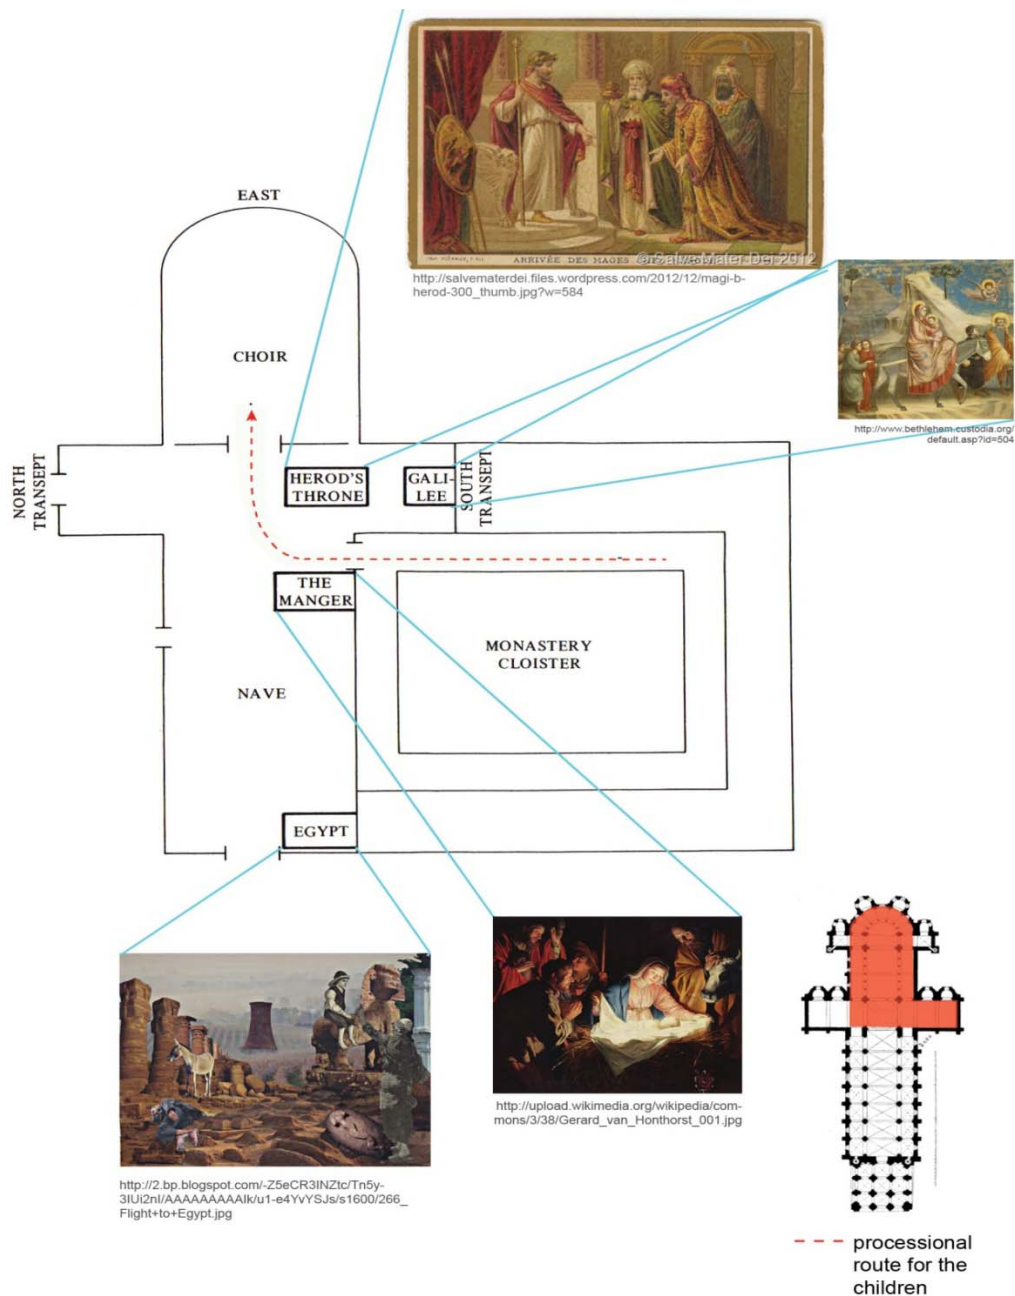 ARRIVÉE DES MAGES
© Salve Mater Dei 2012
http://salvematerdei.files.wordpress.com/2012/12/magi-b-
herod-300_thumb.jpg?w=584
EAST
CHOIR
http://www.bethlehem.custodia.org/
default.asp?id=504
NORTH
TRANSEPT
HEROD'S
THRONE
GALI-
LEE
SOUTH
TRANSEPT
THE
MANGER
MONASTERY
CLOISTER
NAVE
EGYPT
http://upload.wikimedia.org/wikipedia/com-
mons/3/38/Gerard_van_Honthorst_001.jpg
http://2.bp.blogspot.com/-Z5eCR3INZtc/Tn5y-
3IUi2nI/AAAAAAAAAIk/u1-e4YvYSJs/s1600/266_
Flight+to+Egypt.jpg
processional
route for the
children